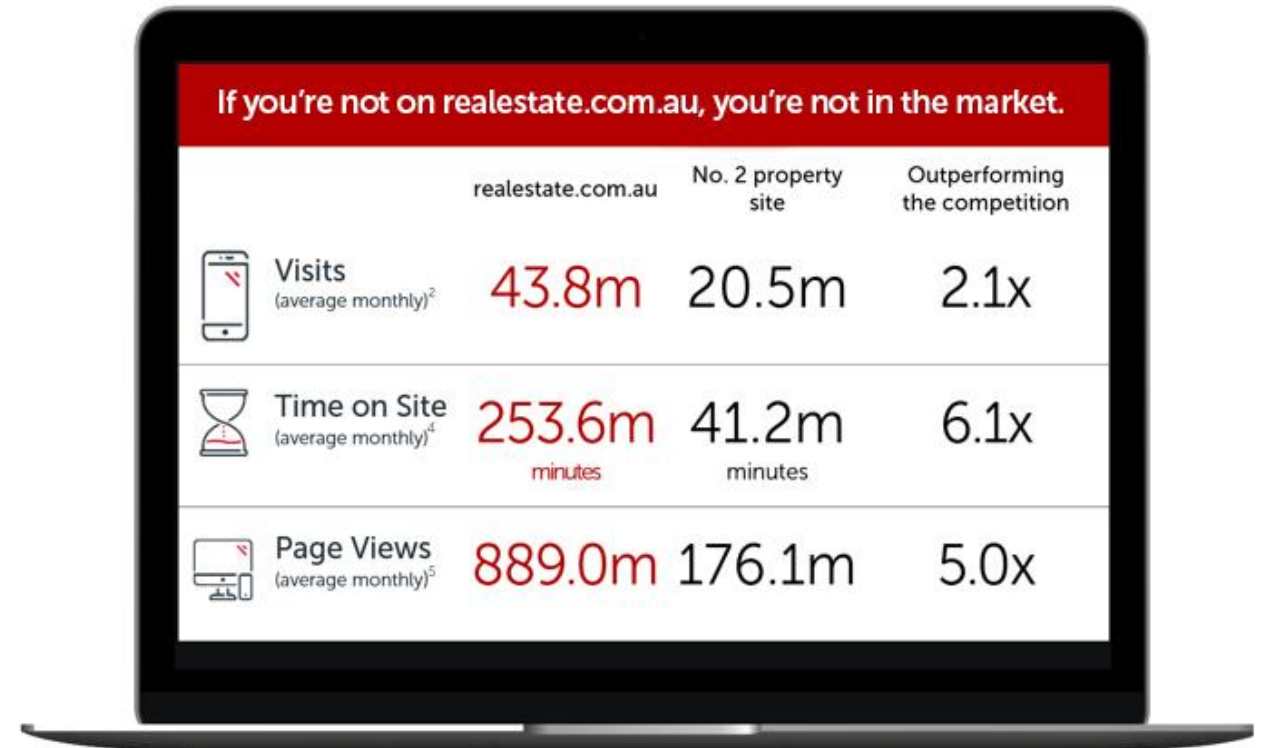 If you're not on realestate.com.au, you're not in the market.
realestate.com.au
No. 2 property
site
Outperforming
the competition
Visits
(average monthly)²
43.8m
20.5m
2.1x
Time on Site
(average monthly)⁴
253.6m
minutes
41.2m
minutes
6.1x
Page Views
(average monthly)⁵
889.0m
176.1m
5.0x